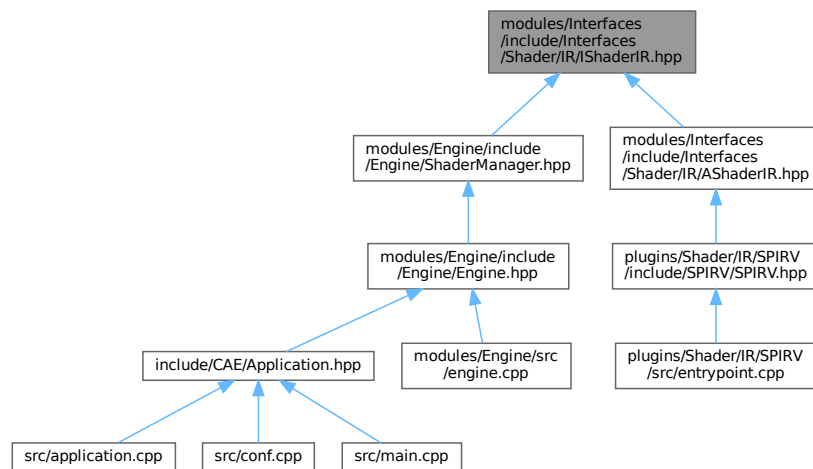 modules/Interfaces
/include/Interfaces
/Shader/IR/IShaderIR.hpp
modules/Engine/include
/Engine/ShaderManager.hpp
modules/Interfaces
/include/Interfaces
/Shader/IR/AShaderIR.hpp
modules/Engine/include
/Engine/Engine.hpp
plugins/Shader/IR/SPIRV
/include/SPIRV/SPIRV.hpp
include/CAE/Application.hpp
modules/Engine/src
/engine.cpp
plugins/Shader/IR/SPIRV
/src/entrypoint.cpp
src/application.cpp
src/conf.cpp
src/main.cpp